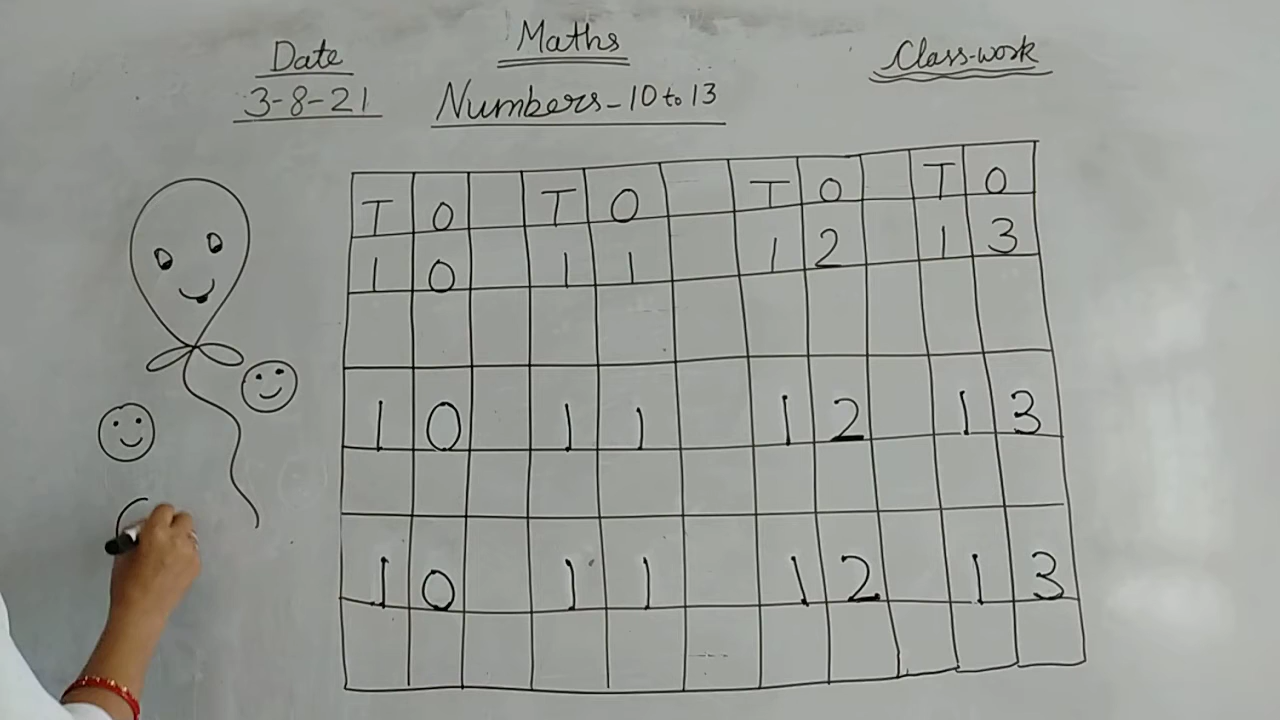 Date Maths Class-work
3-8-21 Numbers-10 to 13
T O T O T O T O
1 0 1 1 1 2 1 3
1 0 1 1 1 2 1 3
1 0 1 1 1 2 1 3